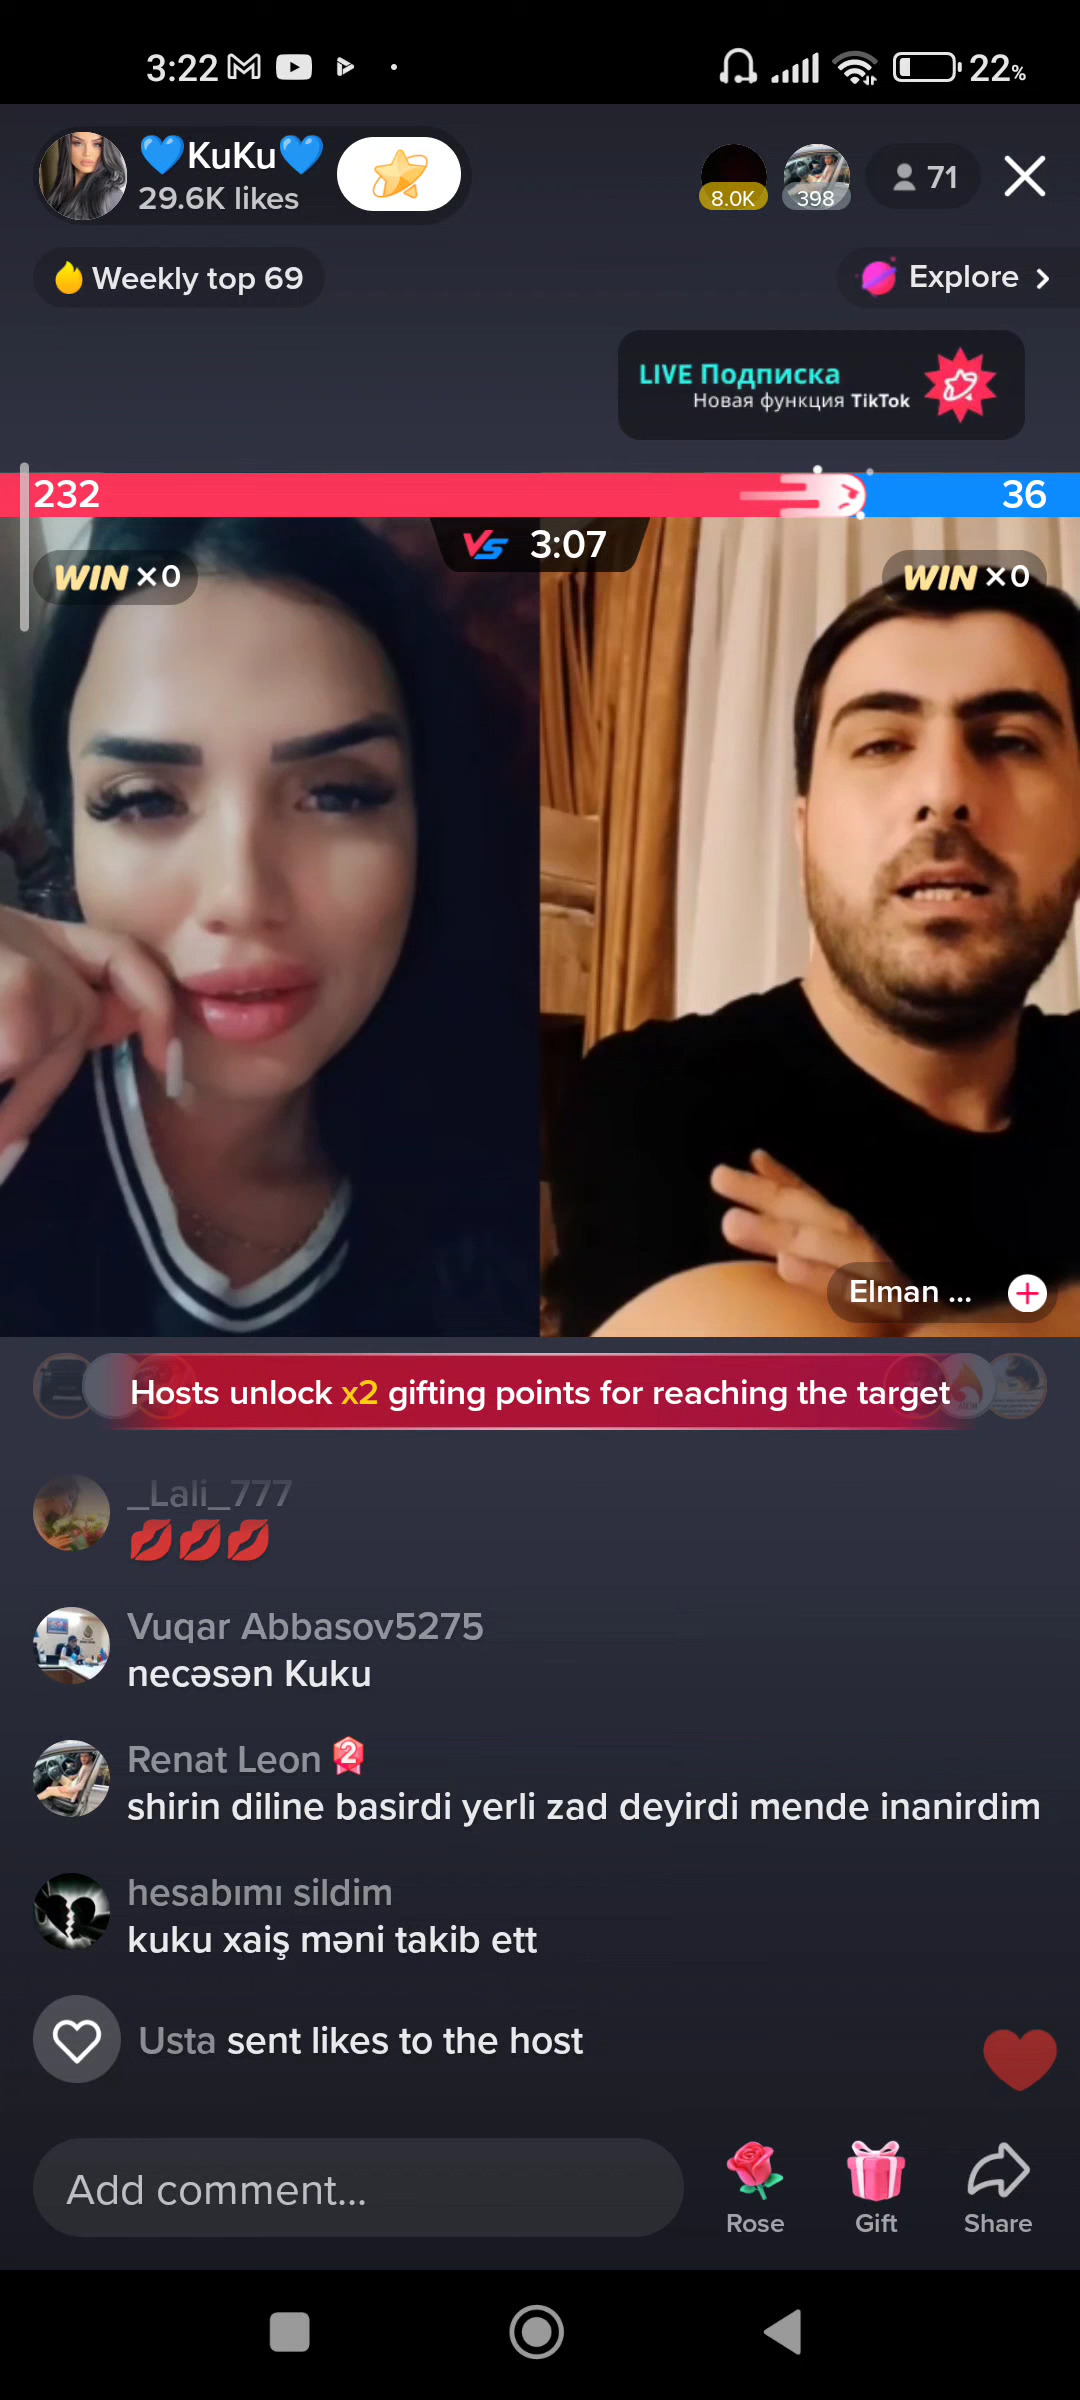 3:22
22%
💙KuKu💙
29.6K likes
8.0K
398
71
Weekly top 69
Explore
LIVE Подписка
Новая функция TikTok
232
36
VS 3:07
WIN ×0
WIN ×0
Elman ...
Hosts unlock x2 gifting points for reaching the target
_Lali_777
💋💋💋
Vuqar Abbasov5275
necəsən Kuku
Renat Leon 2
shirin diline basirdi yerli zad deyirdi mende inanirdim
hesabımı sildim
kuku xaiş məni takib ett
Usta sent likes to the host
Add comment...
Rose
Gift
Share